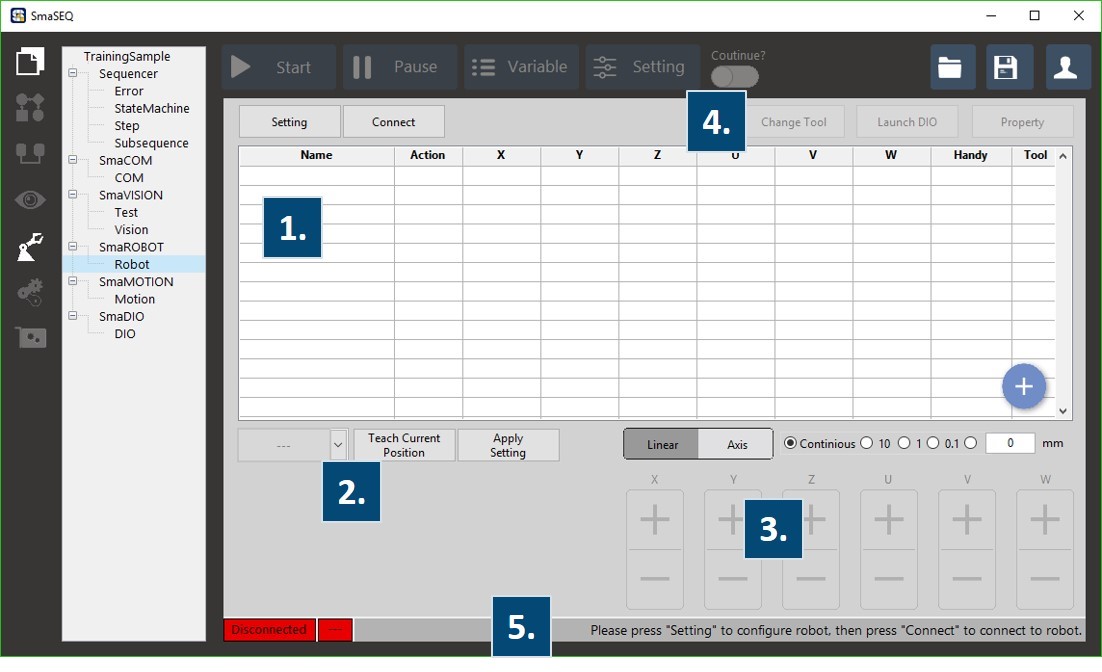 SmaSEQ
TrainingSample
Sequencer
Error
StateMachine
Step
Subsequence
SmaCOM
COM
SmaVISION
Test
Vision
SmaROBOT
Robot
SmaMOTION
Motion
SmaDIO
DIO
Start Pause Variable Setting Coutinue?
Setting Connect 4. Change Tool Launch DIO Property
Name Action X Y Z U V W Handy Tool
1.
+
--- Teach Current Position Apply Setting Linear Axis Continious 10 1 0.1 0 mm
2.
X Y Z U V W
3.
Disconnected --- 5. Please press "Setting" to configure robot, then press "Connect" to connect to robot.